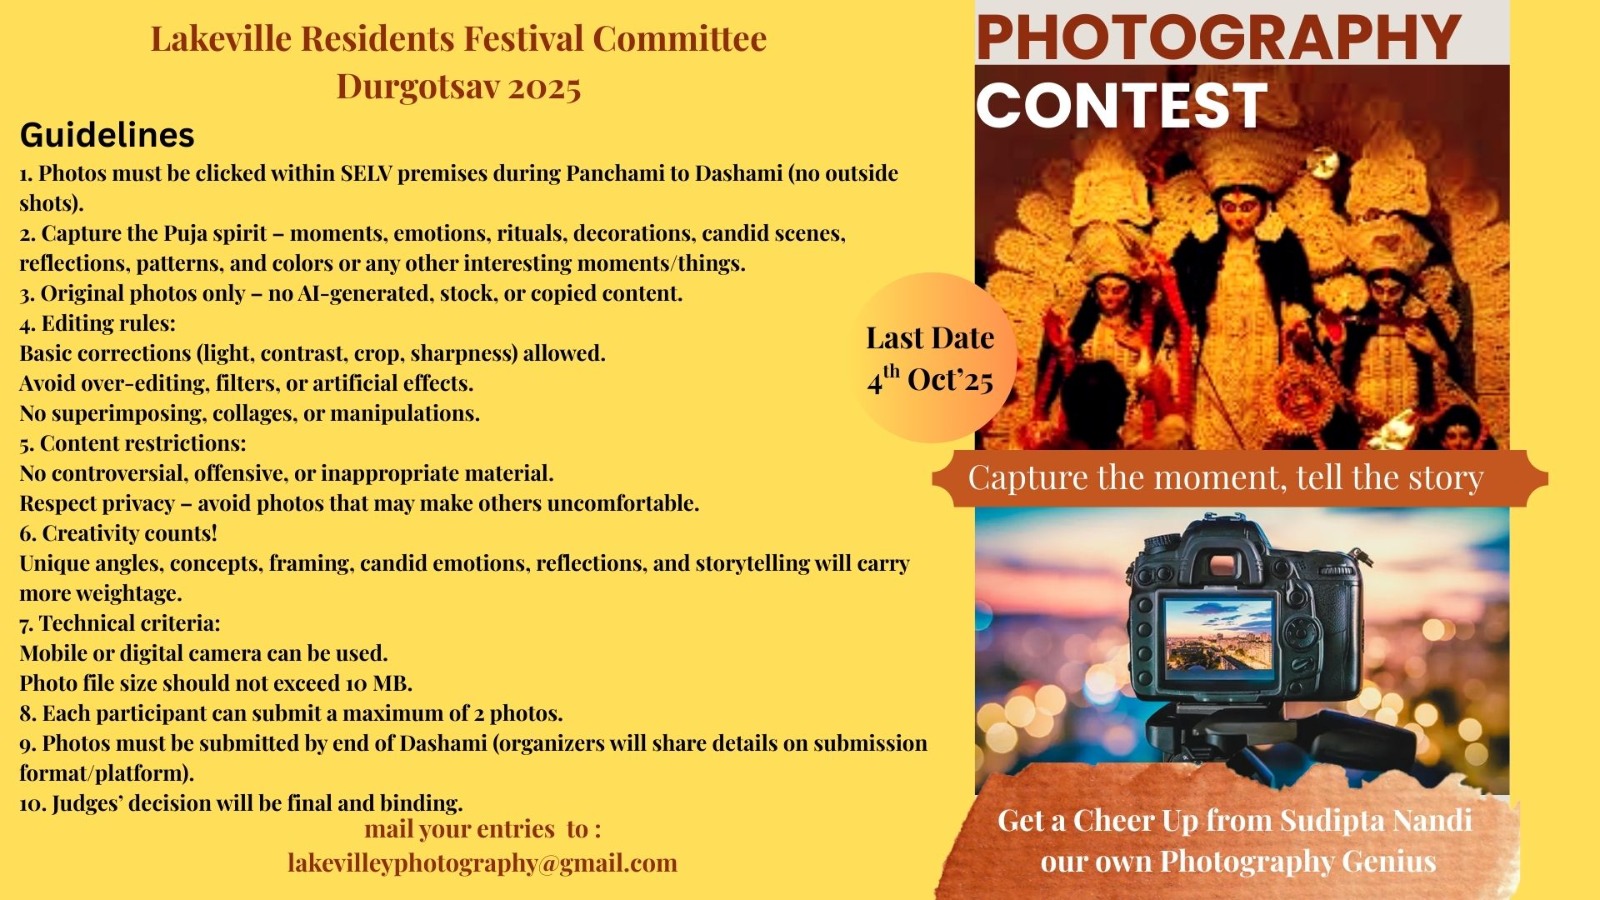 Lakeville Residents Festival Committee
Durgotsav 2025
Guidelines
1. Photos must be clicked within SELV premises during Panchami to Dashami (no outside
shots).
2. Capture the Puja spirit – moments, emotions, rituals, decorations, candid scenes,
reflections, patterns, and colors or any other interesting moments/things.
3. Original photos only – no AI-generated, stock, or copied content.
4. Editing rules:
Basic corrections (light, contrast, crop, sharpness) allowed.
Avoid over-editing, filters, or artificial effects.
No superimposing, collages, or manipulations.
5. Content restrictions:
No controversial, offensive, or inappropriate material.
Respect privacy – avoid photos that may make others uncomfortable.
6. Creativity counts!
Unique angles, concepts, framing, candid emotions, reflections, and storytelling will carry
more weightage.
7. Technical criteria:
Mobile or digital camera can be used.
Photo file size should not exceed 10 MB.
8. Each participant can submit a maximum of 2 photos.
9. Photos must be submitted by end of Dashami (organizers will share details on submission
format/platform).
10. Judges’ decision will be final and binding.
mail your entries to :
lakevilleyphotography@gmail.com
PHOTOGRAPHY
CONTEST
Last Date
4th Oct’25
Capture the moment, tell the story
Get a Cheer Up from Sudipta Nandi
our own Photography Genius